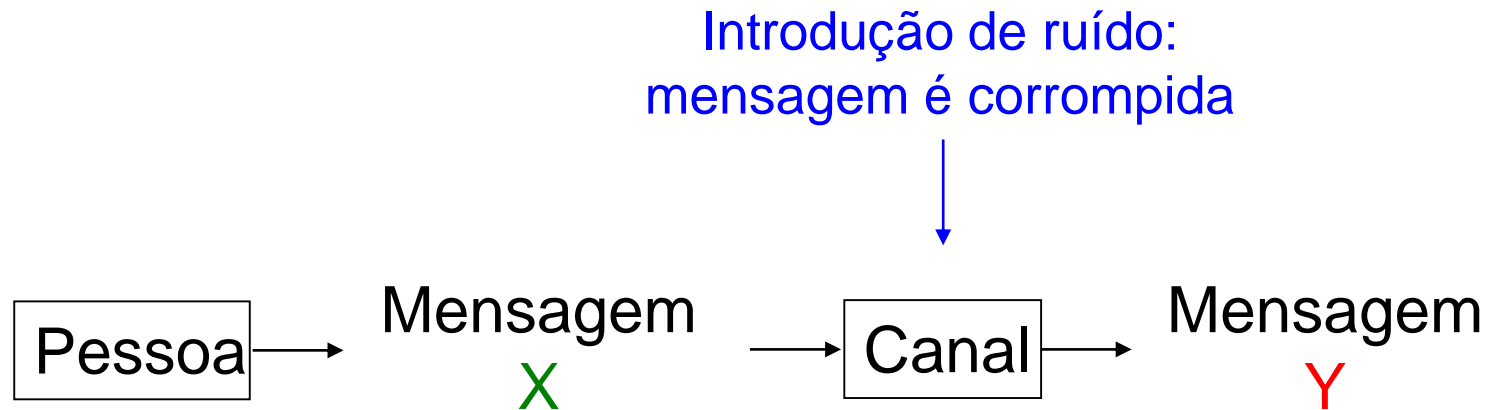 Introdução de ruído:
mensagem é corrompida
Pessoa
Mensagem
X
Canal
Mensagem
Y